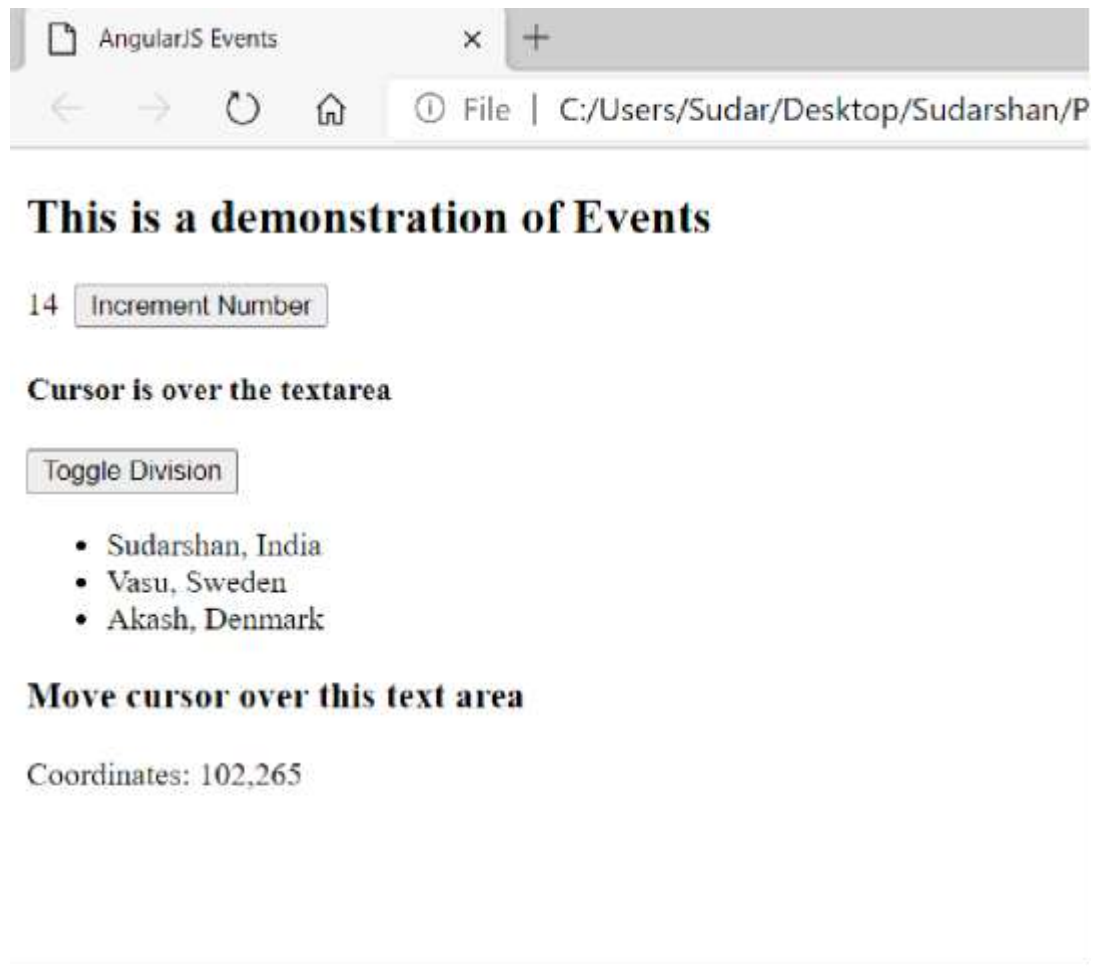 AngularJS Events
File | C:/Users/Sudar/Desktop/Sudarshan/P
This is a demonstration of Events
14 Increment Number
Cursor is over the textarea
Toggle Division
• Sudarshan, India
• Vasu, Sweden
• Akash, Denmark
Move cursor over this text area
Coordinates: 102,265